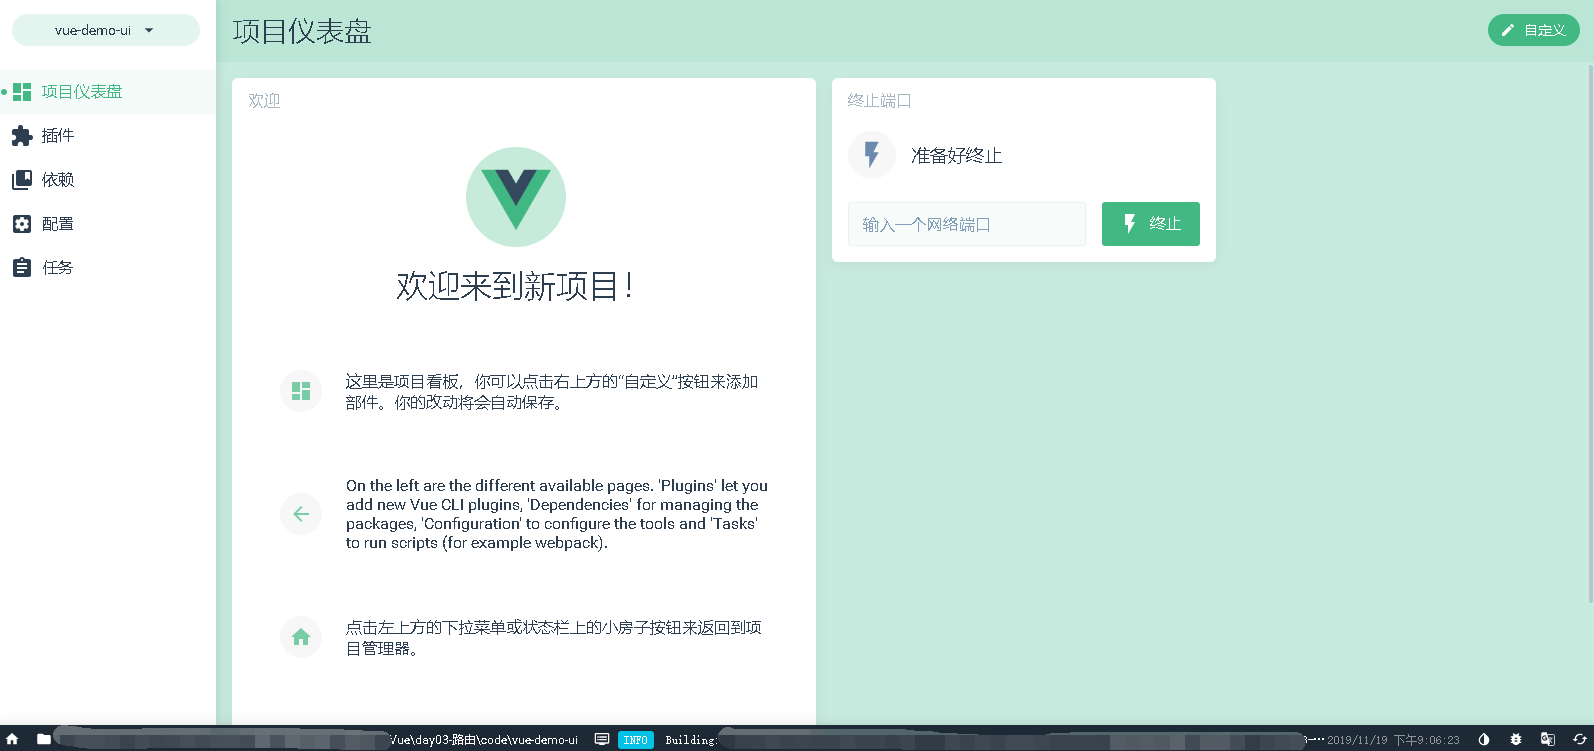 vue-demo-ui
项目仪表盘
自定义
项目仪表盘
插件
依赖
配置
任务
欢迎
欢迎来到新项目！
这里是项目看板，你可以点击右上方的“自定义”按钮来添加
部件。你的改动将会自动保存。
On the left are the different available pages. 'Plugins' let you
add new Vue CLI plugins, 'Dependencies' for managing the
packages, 'Configuration' to configure the tools and 'Tasks'
to run scripts (for example webpack).
点击左上方的下拉菜单或状态栏上的小房子按钮来返回到项
目管理器。
终止端口
准备好终止
输入一个网络端口
终止
Vue\day03-路由\code\vue-demo-ui
INFO
Building:
2019/11/19 下午9:06:23